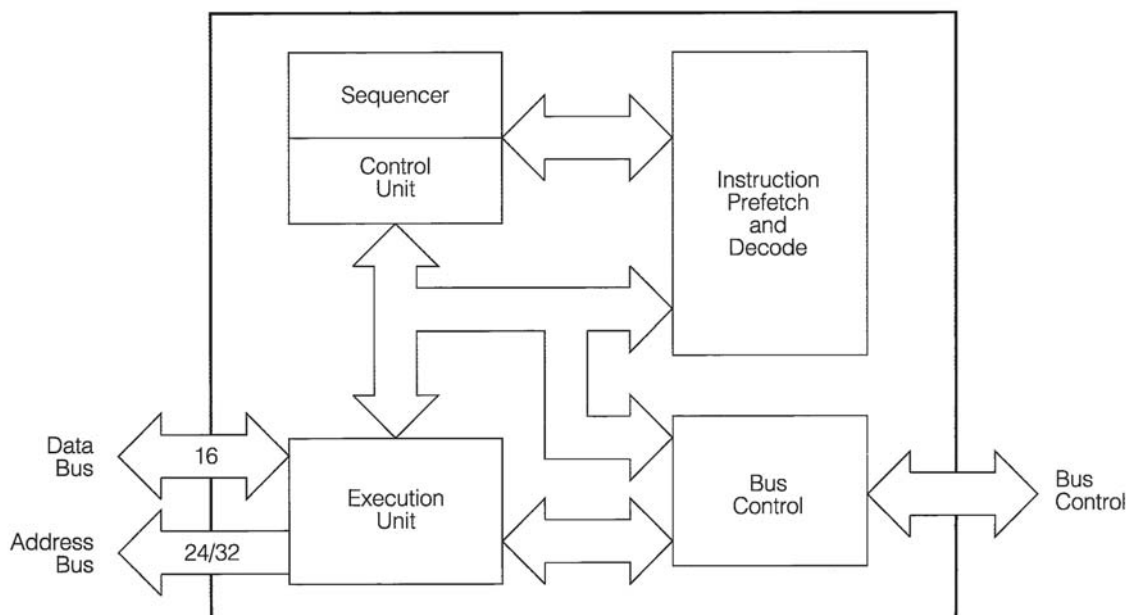 Sequencer
Control
Unit
Instruction
Prefetch
and
Decode
Data
Bus
16
Execution
Unit
Bus
Control
Bus
Control
Address
Bus
24/32